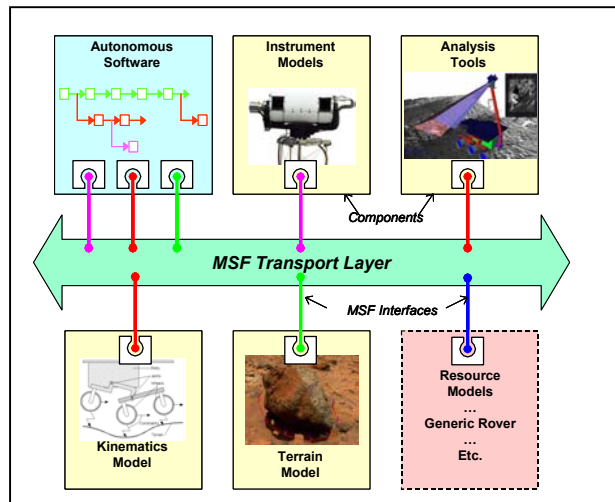 Autonomous
Software
Instrument
Models
Analysis
Tools
Components
MSF Transport Layer
MSF Interfaces
Kinematics
Model
Terrain
Model
Resource
Models
…
Generic Rover
…
Etc.